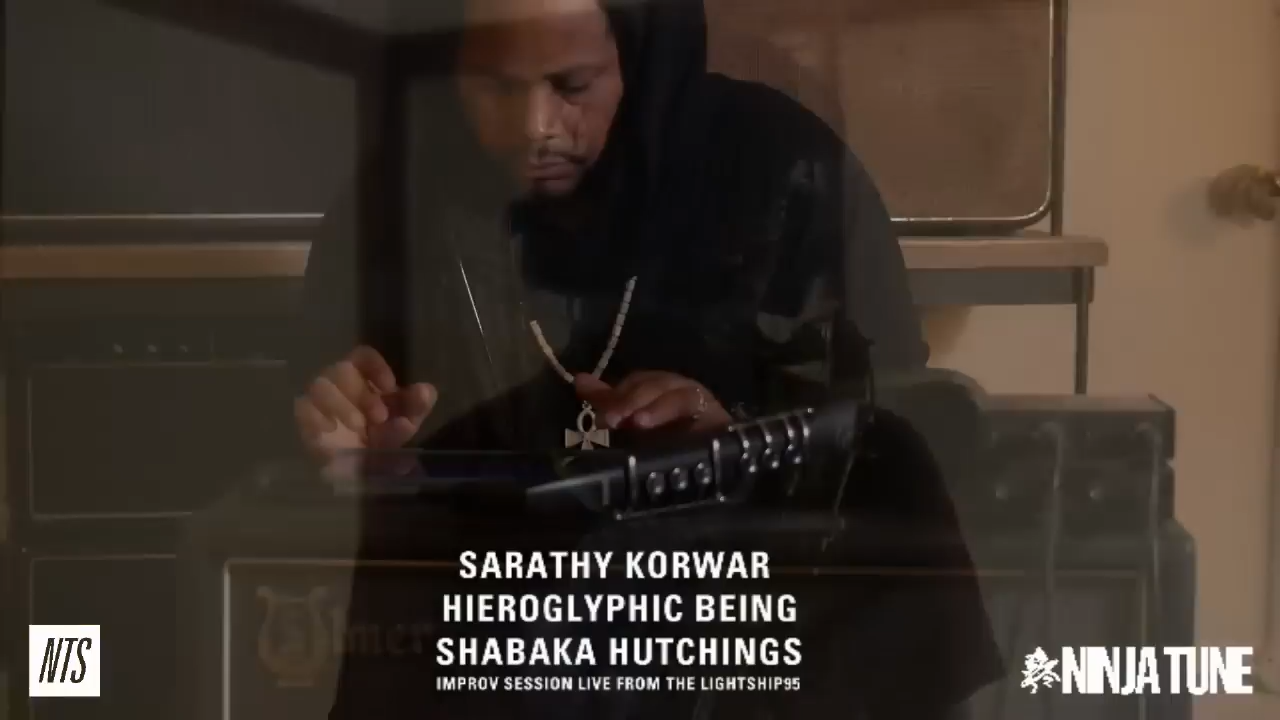 SARATHY KORWAR
HIEROGLYPHIC BEING
SHABAKA HUTCHINGS
IMPROV SESSION LIVE FROM THE LIGHTSHIP95
NTS
NINJA TUNE